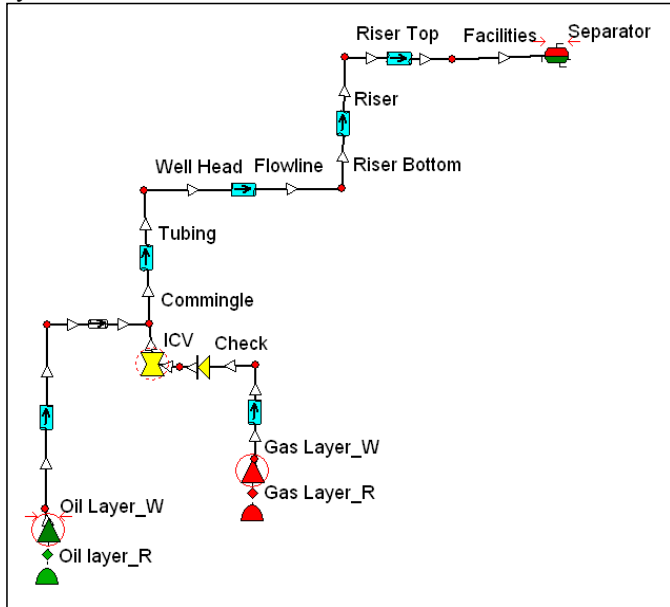 Riser Top
Facilities
Separator
Riser
Well Head
Flowline
Riser Bottom
Tubing
Commingle
ICV
Check
Gas Layer_W
Gas Layer_R
Oil Layer_W
Oil layer_R